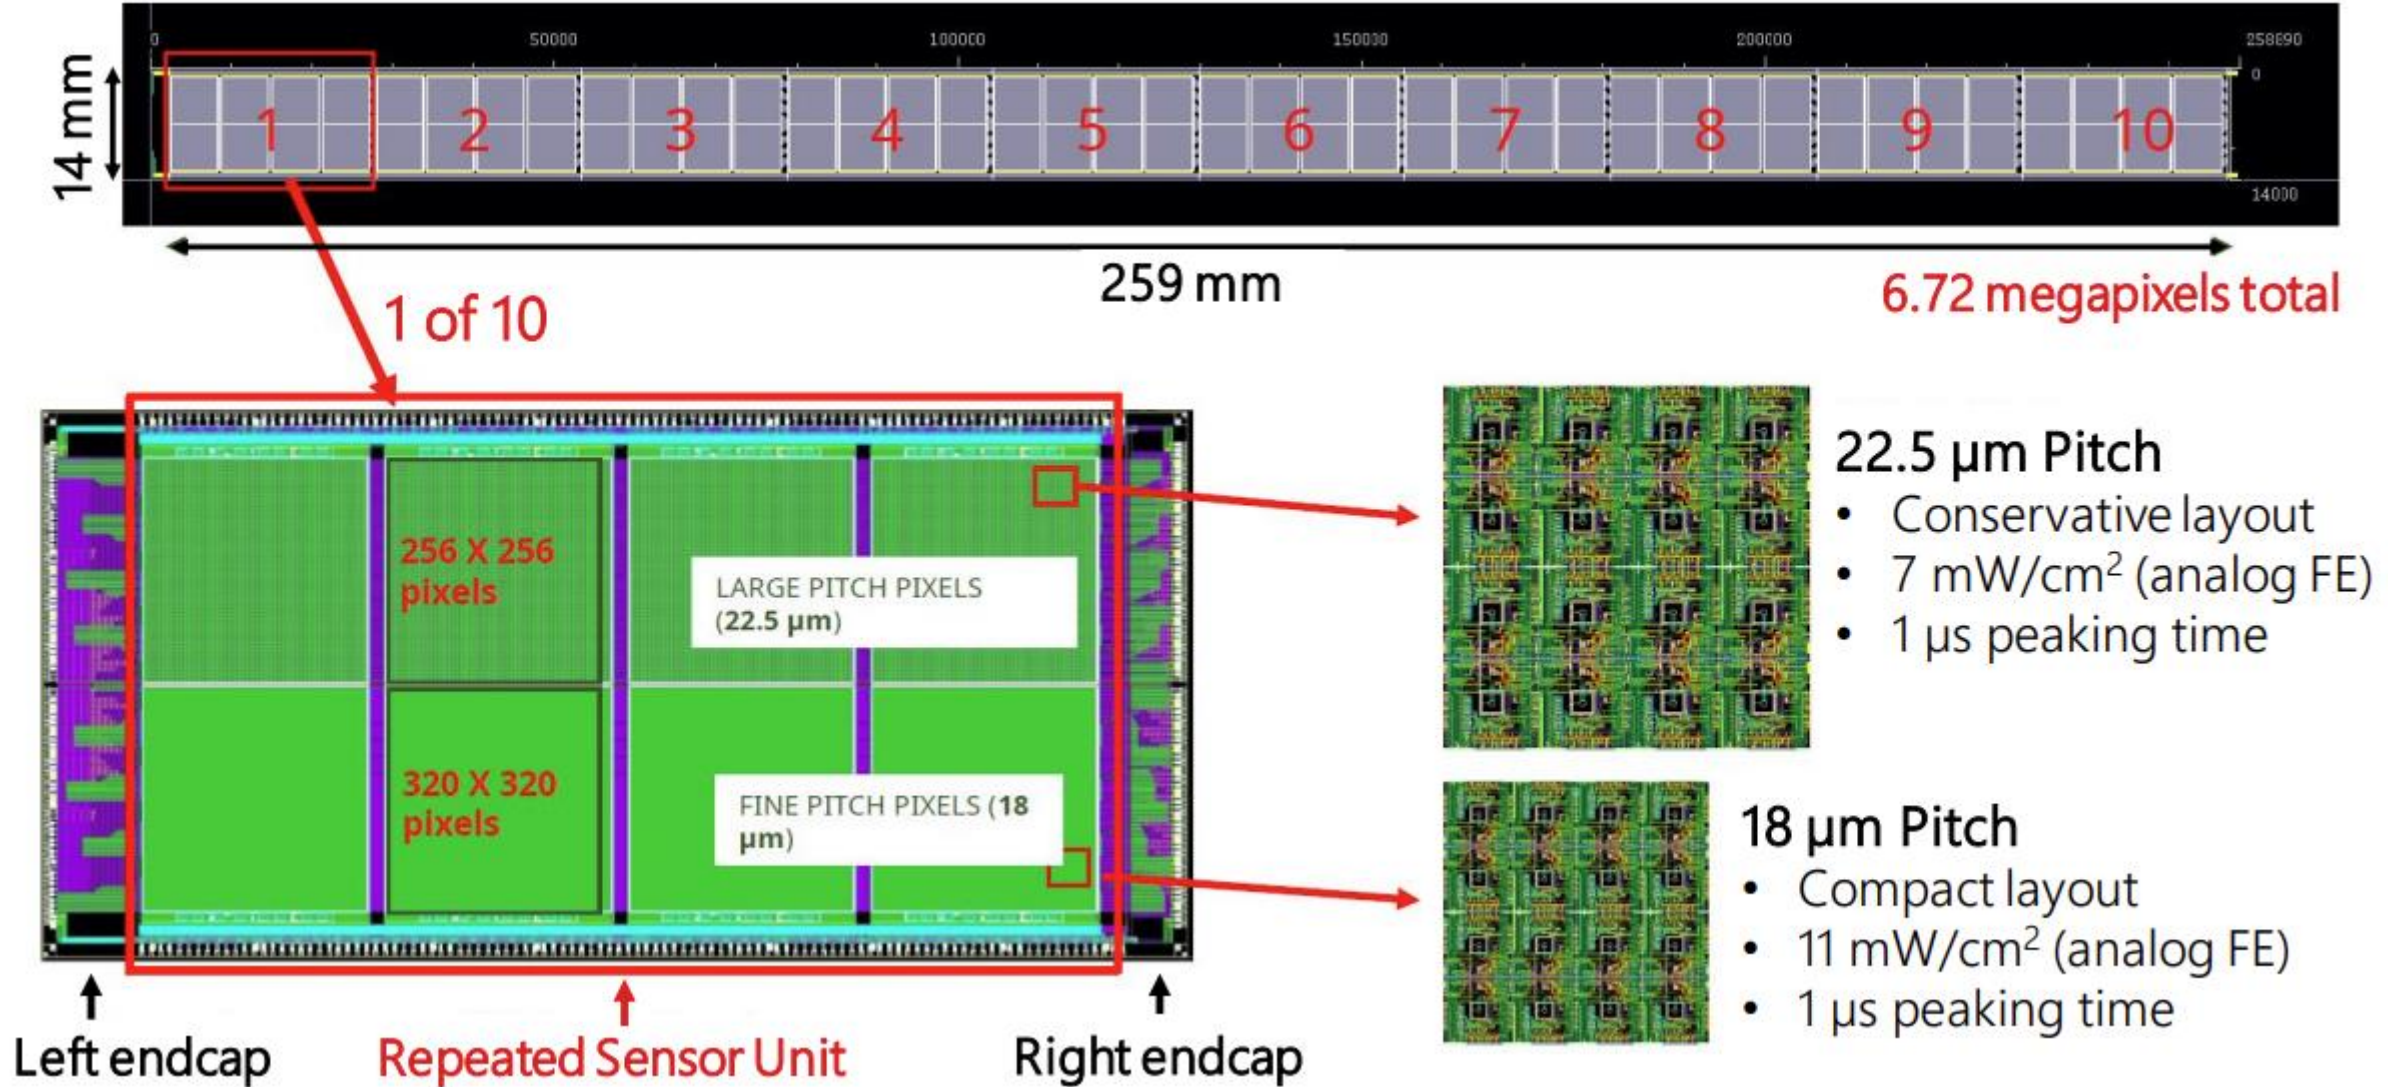 0
50000
100000
150000
200000
258890
14 mm
1
2
3
4
5
6
7
8
9
10
0
14000
259 mm
6.72 megapixels total
1 of 10
256 X 256
pixels
LARGE PITCH PIXELS
(22.5 µm)
320 X 320
pixels
FINE PITCH PIXELS (18
µm)
22.5 µm Pitch
• Conservative layout
• 7 mW/cm² (analog FE)
• 1 µs peaking time
18 µm Pitch
• Compact layout
• 11 mW/cm² (analog FE)
• 1 µs peaking time
Left endcap
Repeated Sensor Unit
Right endcap